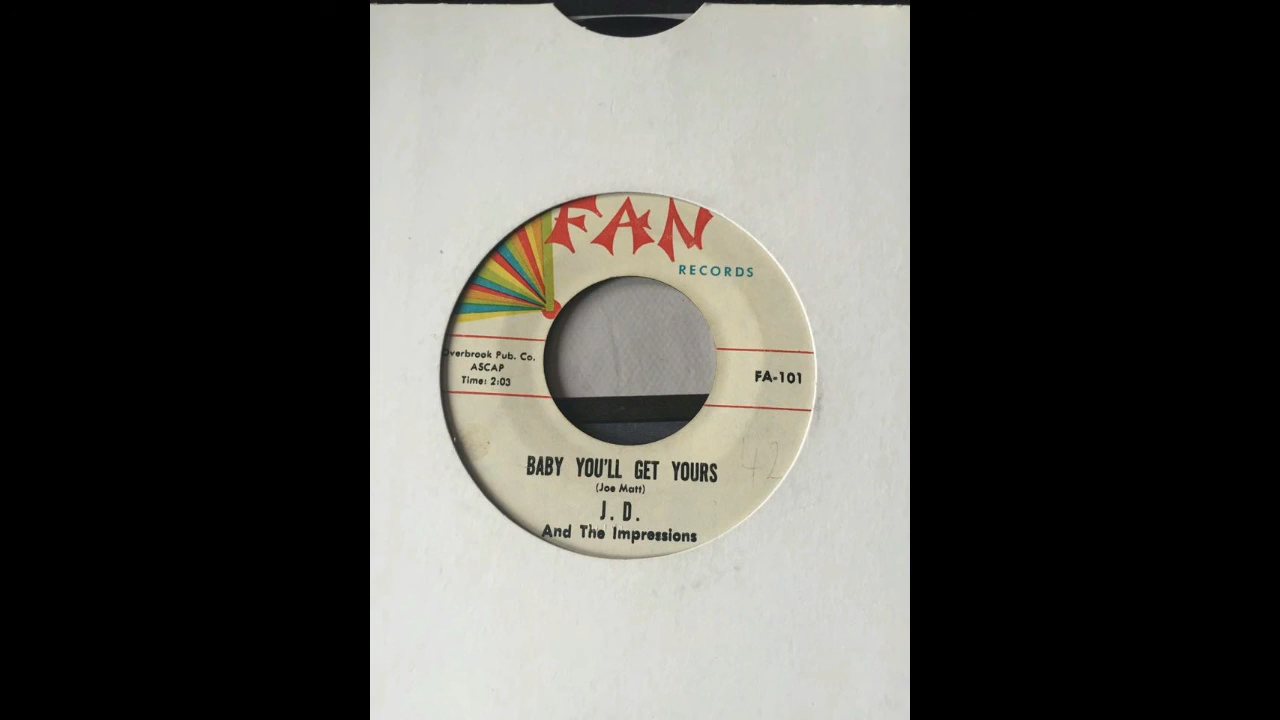 FAN
RECORDS
Overbrook Pub. Co.
ASCAP
Time: 2:03
FA-101
42
BABY YOU'LL GET YOURS
(Joe Matt)
J. D.
And The Impressions